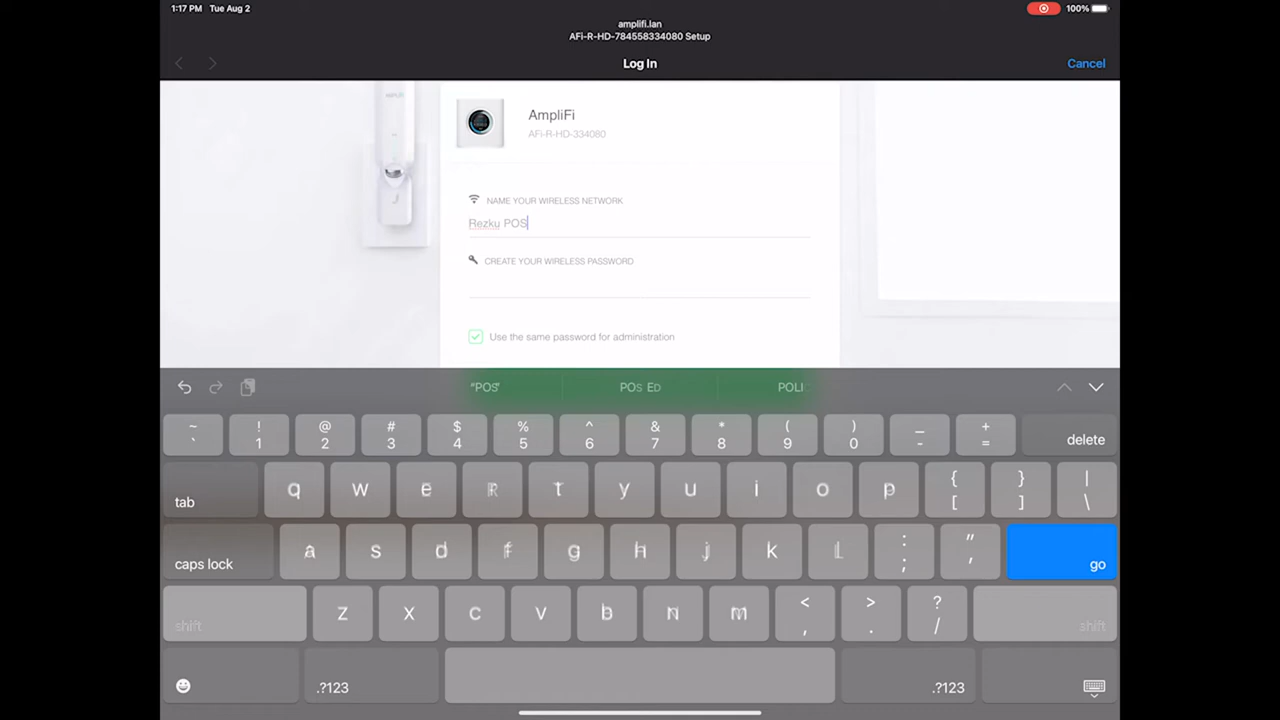 1:17 PM Tue Aug 2
100%
amplifi.lan
AFi-R-HD-784558334080 Setup
Log In
Cancel
AmpliFi
AFi-R-HD-334080
NAME YOUR WIRELESS NETWORK
Rezku POS
CREATE YOUR WIRELESS PASSWORD
Use the same password for administration
"POS" POS ED POLI
~ ! @ # $ % ^ & * ( ) _ +
` 1 2 3 4 5 6 7 8 9 0 - = delete
tab q w e r t y u i o p { [ } ] | \
caps lock a s d f g h j k l : ; " ' go
shift z x c v b n m < , > . ? / shift
.?123 .?123